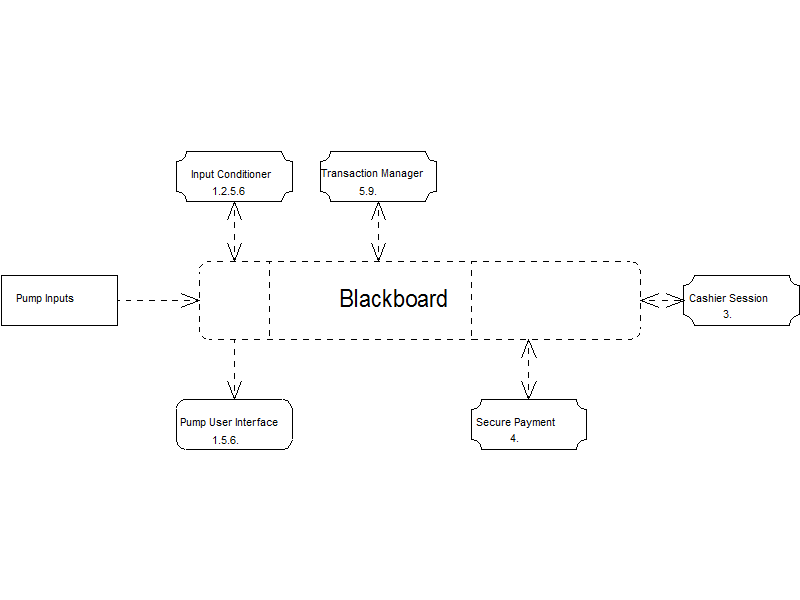 Input Conditioner
1.2.5.6
Transaction Manager
5.9.
Pump Inputs
Blackboard
Cashier Session
3.
Pump User Interface
1.5.6.
Secure Payment
4.